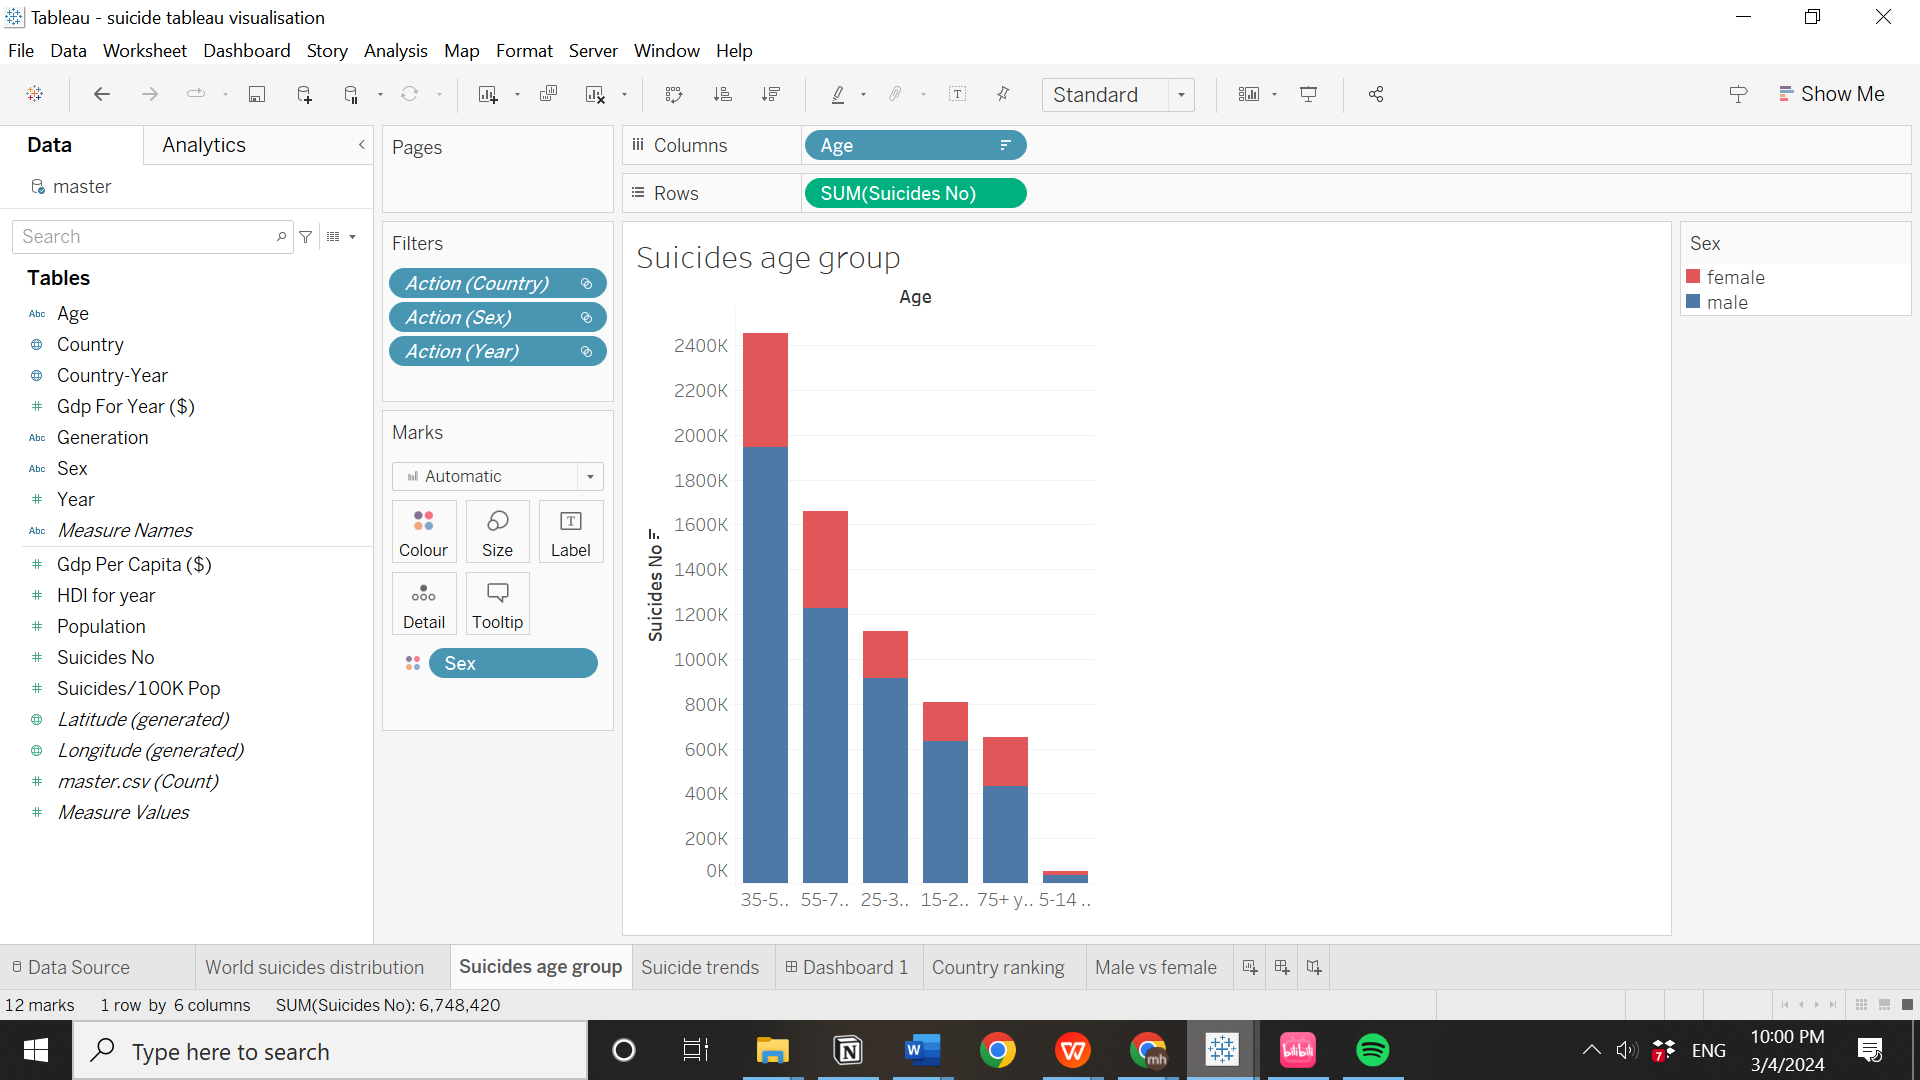 Tableau - suicide tableau visualisation
File Data Worksheet Dashboard Story Analysis Map Format Server Window Help
Standard
Show Me
Data
Analytics
master
Search
Tables
Abc Age
Country
Country-Year
# Gdp For Year ($)
Abc Generation
Abc Sex
# Year
Abc Measure Names
# Gdp Per Capita ($)
# HDI for year
# Population
# Suicides No
# Suicides/100K Pop
Latitude (generated)
Longitude (generated)
# master.csv (Count)
# Measure Values
Pages
Filters
Action (Country)
Action (Sex)
Action (Year)
Marks
Automatic
Colour
Size
T
Label
Detail
Tooltip
Sex
Columns
Age
Rows
SUM(Suicides No)
Suicides age group
Age
Suicides No
2400K
2200K
2000K
1800K
1600K
1400K
1200K
1000K
800K
600K
400K
200K
0K
35-5.. 55-7.. 25-3.. 15-2.. 75+ y.. 5-14 ..
Sex
female
male
Data Source
World suicides distribution
Suicides age group
Suicide trends
Dashboard 1
Country ranking
Male vs female
12 marks 1 row by 6 columns SUM(Suicides No): 6,748,420
Type here to search
N
W
W
mh
bilibili
7
ENG
10:00 PM
3/4/2024